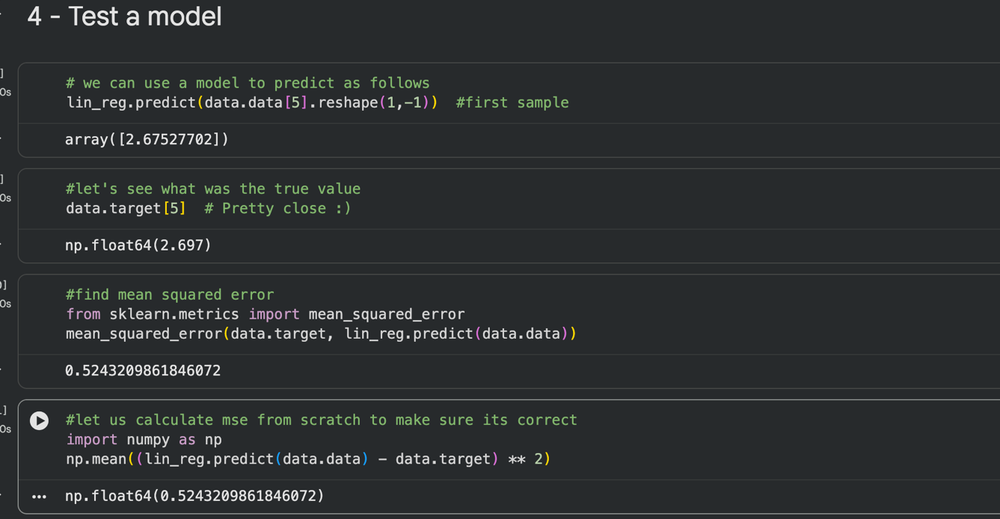 4 - Test a model
]
0s
# we can use a model to predict as follows
lin_reg.predict(data.data[5].reshape(1,-1))  #first sample
array([2.67527702])
]
0s
#let's see what was the true value
data.target[5]  # Pretty close :)
np.float64(2.697)
0]
0s
#find mean squared error
from sklearn.metrics import mean_squared_error
mean_squared_error(data.target, lin_reg.predict(data.data))
0.5243209861846072
]
0s
#let us calculate mse from scratch to make sure its correct
import numpy as np
np.mean((lin_reg.predict(data.data) - data.target) ** 2)
np.float64(0.5243209861846072)